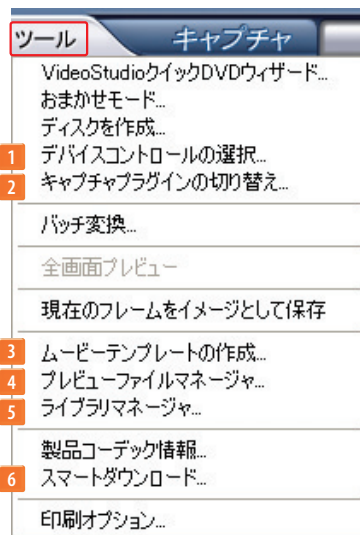 ツール キャプチャ
VideoStudioクイックDVDウィザード...
おまかせモード...
ディスクを作成...
1 デバイスコントロールの選択...
2 キャプチャプラグインの切り替え...
バッチ変換...
全画面プレビュー
現在のフレームをイメージとして保存
3 ムービーテンプレートの作成...
4 プレビューファイルマネージャ...
5 ライブラリマネージャ...
製品コーデック情報...
6 スマートダウンロード...
印刷オプション...